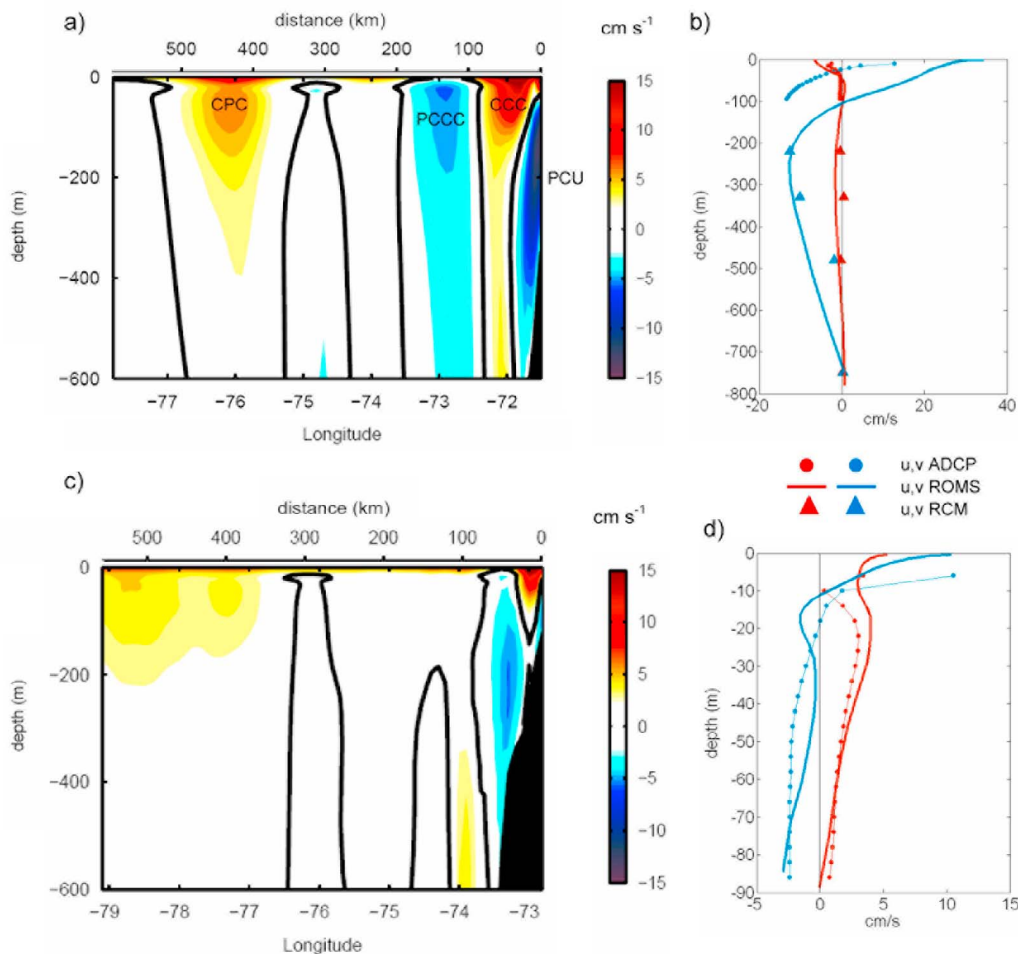 a)
distance (km)
500 400 300 200 100 0
cm s⁻¹
CPC
PCCC
CCC
PCU
0
−200
−400
−600
depth (m)
−77 −76 −75 −74 −73 −72
Longitude
15
10
5
0
−5
−10
−15
b)
0
-100
-200
-300
-400
-500
-600
-700
-800
depth (m)
-20 0 20 40
cm/s
u,v ADCP
u,v ROMS
u,v RCM
c)
distance (km)
500 400 300 200 100 0
cm s⁻¹
0
−200
−400
−600
depth (m)
−79 −78 −77 −76 −75 −74 −73
Longitude
15
10
5
0
−5
−10
−15
d)
0
-10
-20
-30
-40
-50
-60
-70
-80
-90
depth (m)
-5 0 5 10 15
cm/s